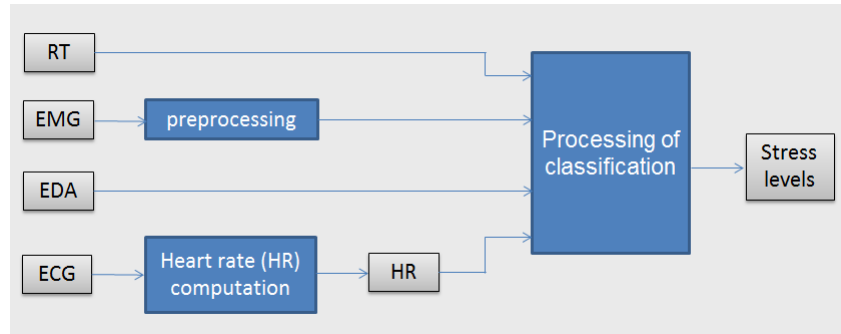 RT
EMG
preprocessing
EDA
ECG
Heart rate (HR)
computation
HR
Processing of
classification
Stress
levels